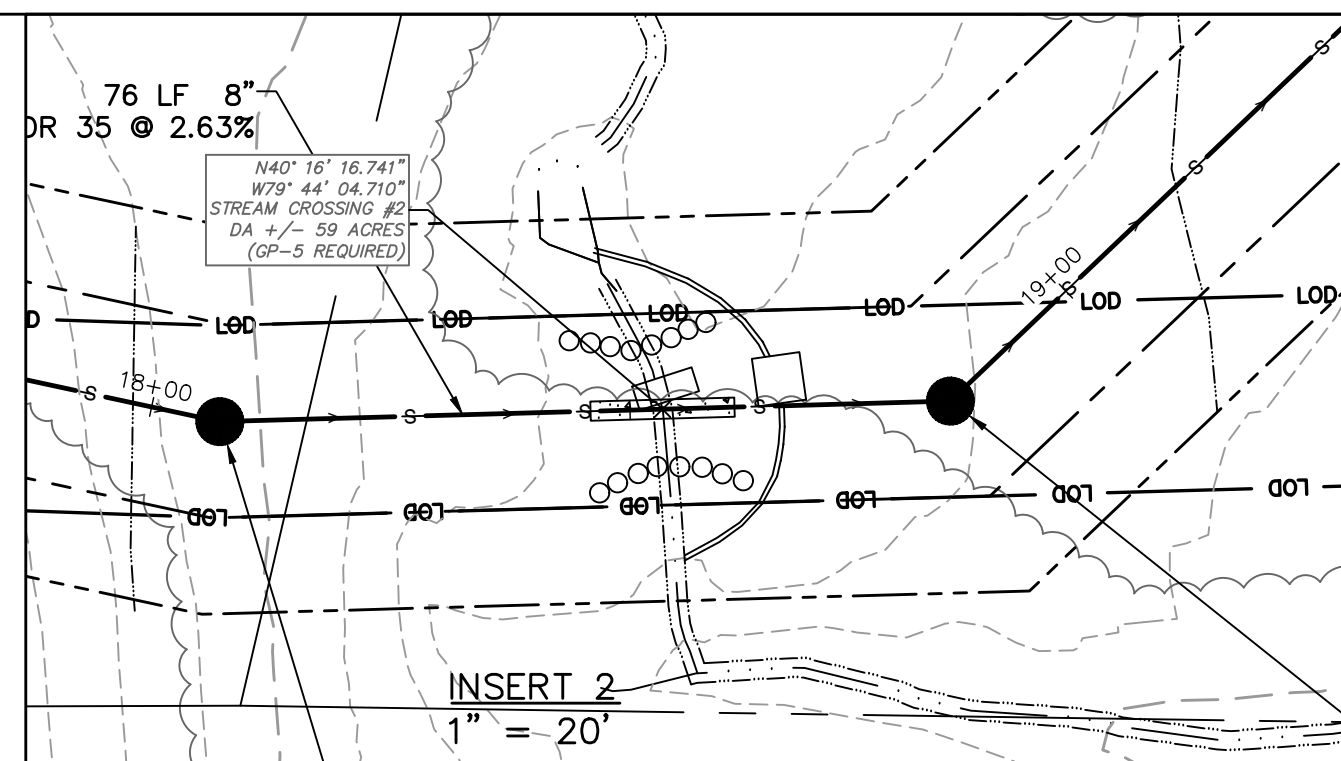 76 LF 8”
OR 35 @ 2.63%
N40° 16’ 16.741”
W79° 44’ 04.710”
STREAM CROSSING #2
DA +/- 59 ACRES
(GP-5 REQUIRED)
19+00
S
S
S
LOD
LOD
LOD
LOD
LOD
LOD
D
18+00
S
S
S
S
LOD
LOD
LOD
LOD
LOD
LOD
INSERT 2
1” = 20’